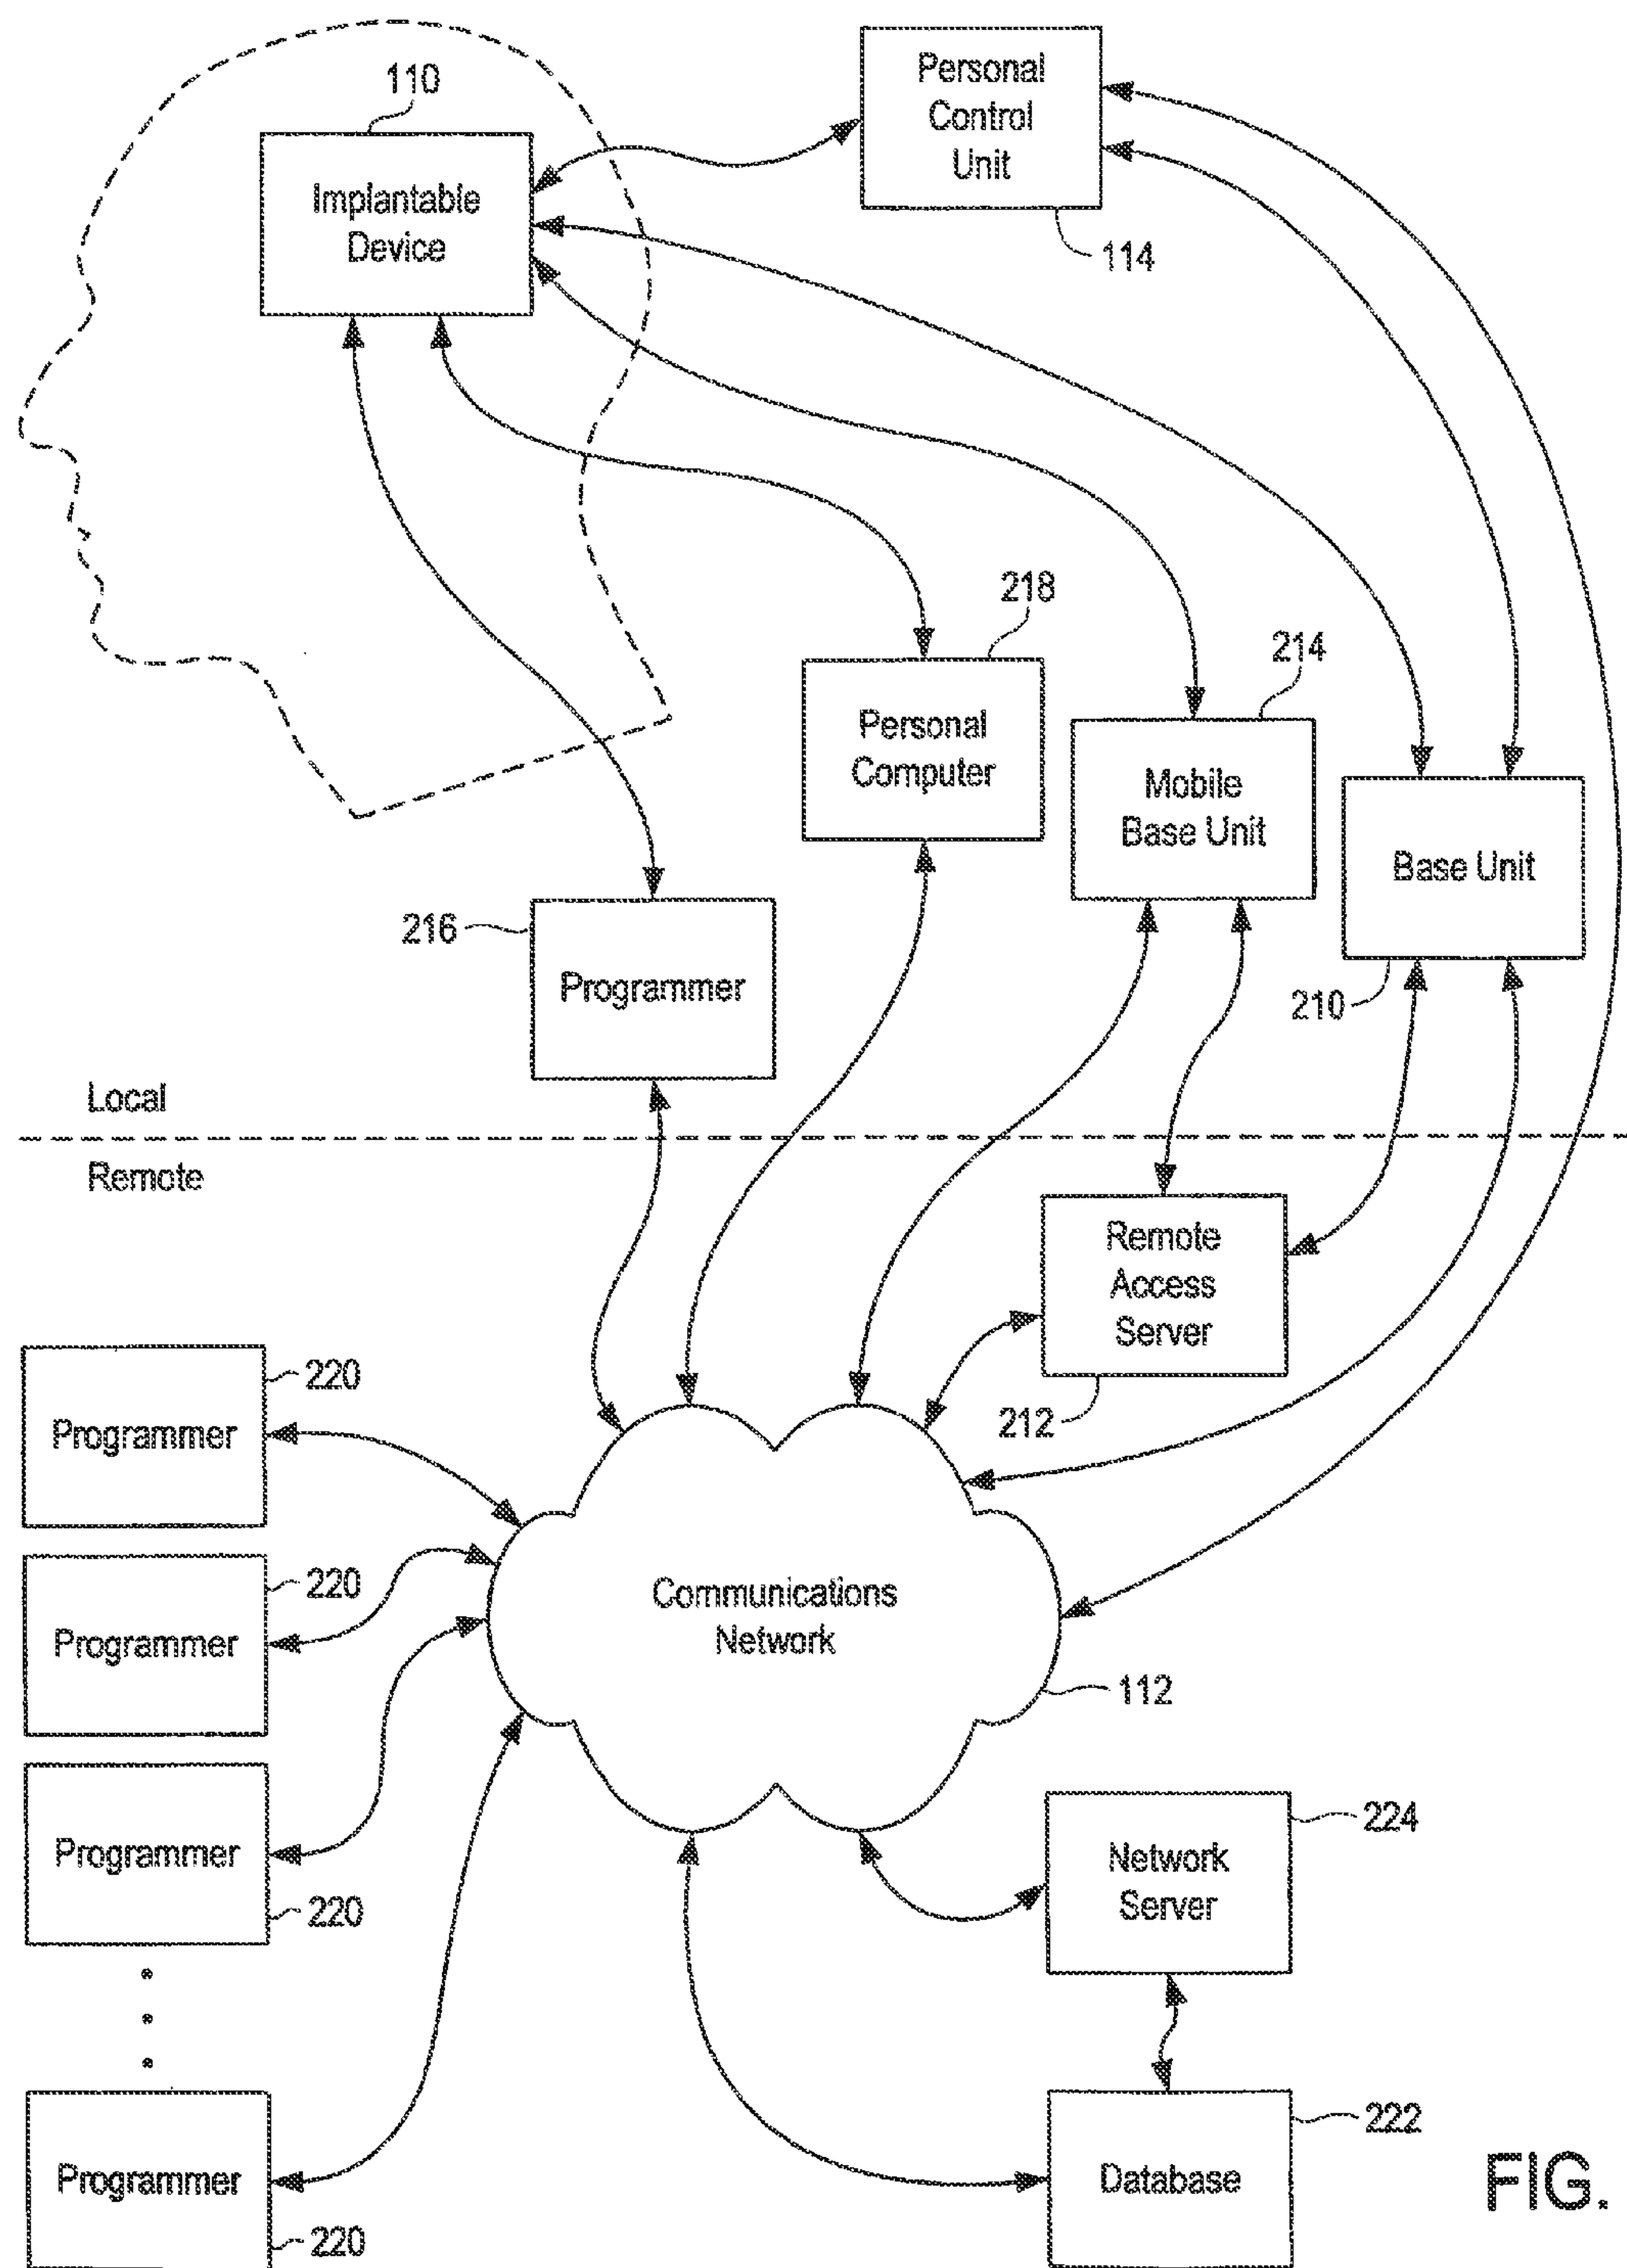 110
Personal
Control
Unit
Implantable
Device
114
218
214
Personal
Computer
Mobile
Base Unit
Base Unit
216
Programmer
210
Local
Remote
Remote
Access
Server
220
212
Programmer
220
Programmer
Communications
Network
112
Programmer
220
224
Network
Server
222
Programmer
Database
FIG.
220